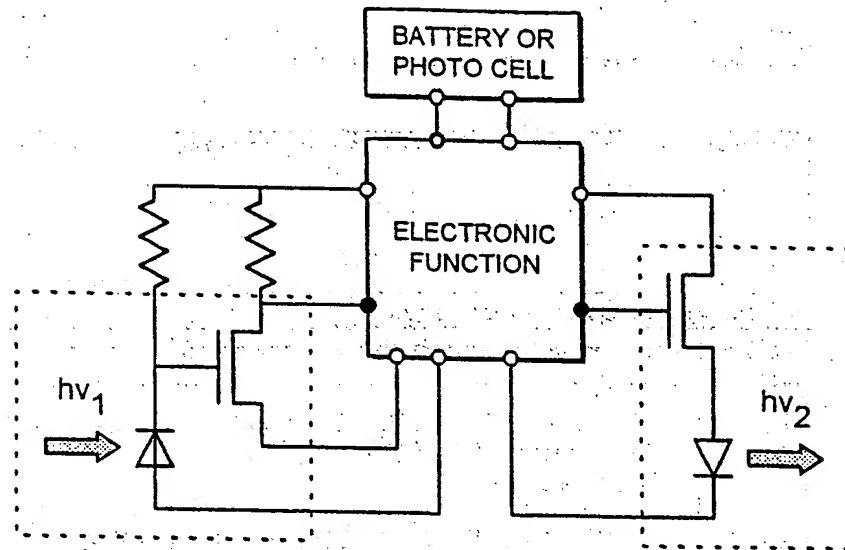 BATTERY OR
PHOTO CELL
ELECTRONIC
FUNCTION
hv1
hv2